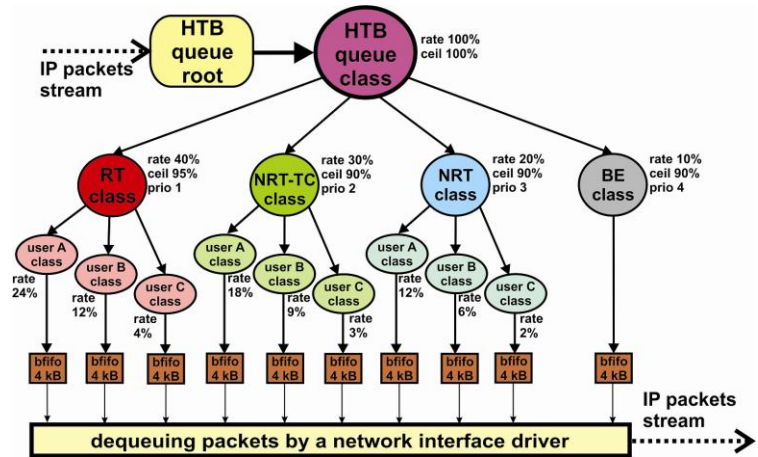 HTB
queue
root
IP packets
stream
HTB
queue
class
rate 100%
ceil 100%
RT
class
rate 40%
ceil 95%
prio 1
NRT-TC
class
rate 30%
ceil 90%
prio 2
NRT
class
rate 20%
ceil 90%
prio 3
BE
class
rate 10%
ceil 90%
prio 4
user A
class
rate
24%
user B
class
rate
12%
user C
class
rate
4%
user A
class
rate
18%
user B
class
rate
9%
user C
class
rate
3%
user A
class
rate
12%
user B
class
rate
6%
user C
class
rate
2%
bfifo
4 kB
bfifo
4 kB
bfifo
4 kB
bfifo
4 kB
bfifo
4 kB
bfifo
4 kB
bfifo
4 kB
bfifo
4 kB
bfifo
4 kB
bfifo
4 kB
dequeuing packets by a network interface driver
IP packets
stream